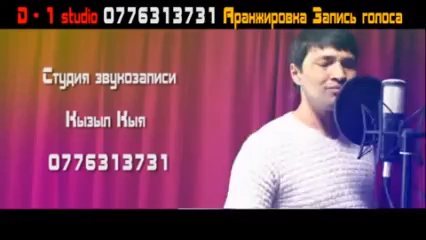 D - 1 studio 0776313731 Аранжировка Запись голоса
Студия звукозаписи
Кызыл Кыя
0776313731